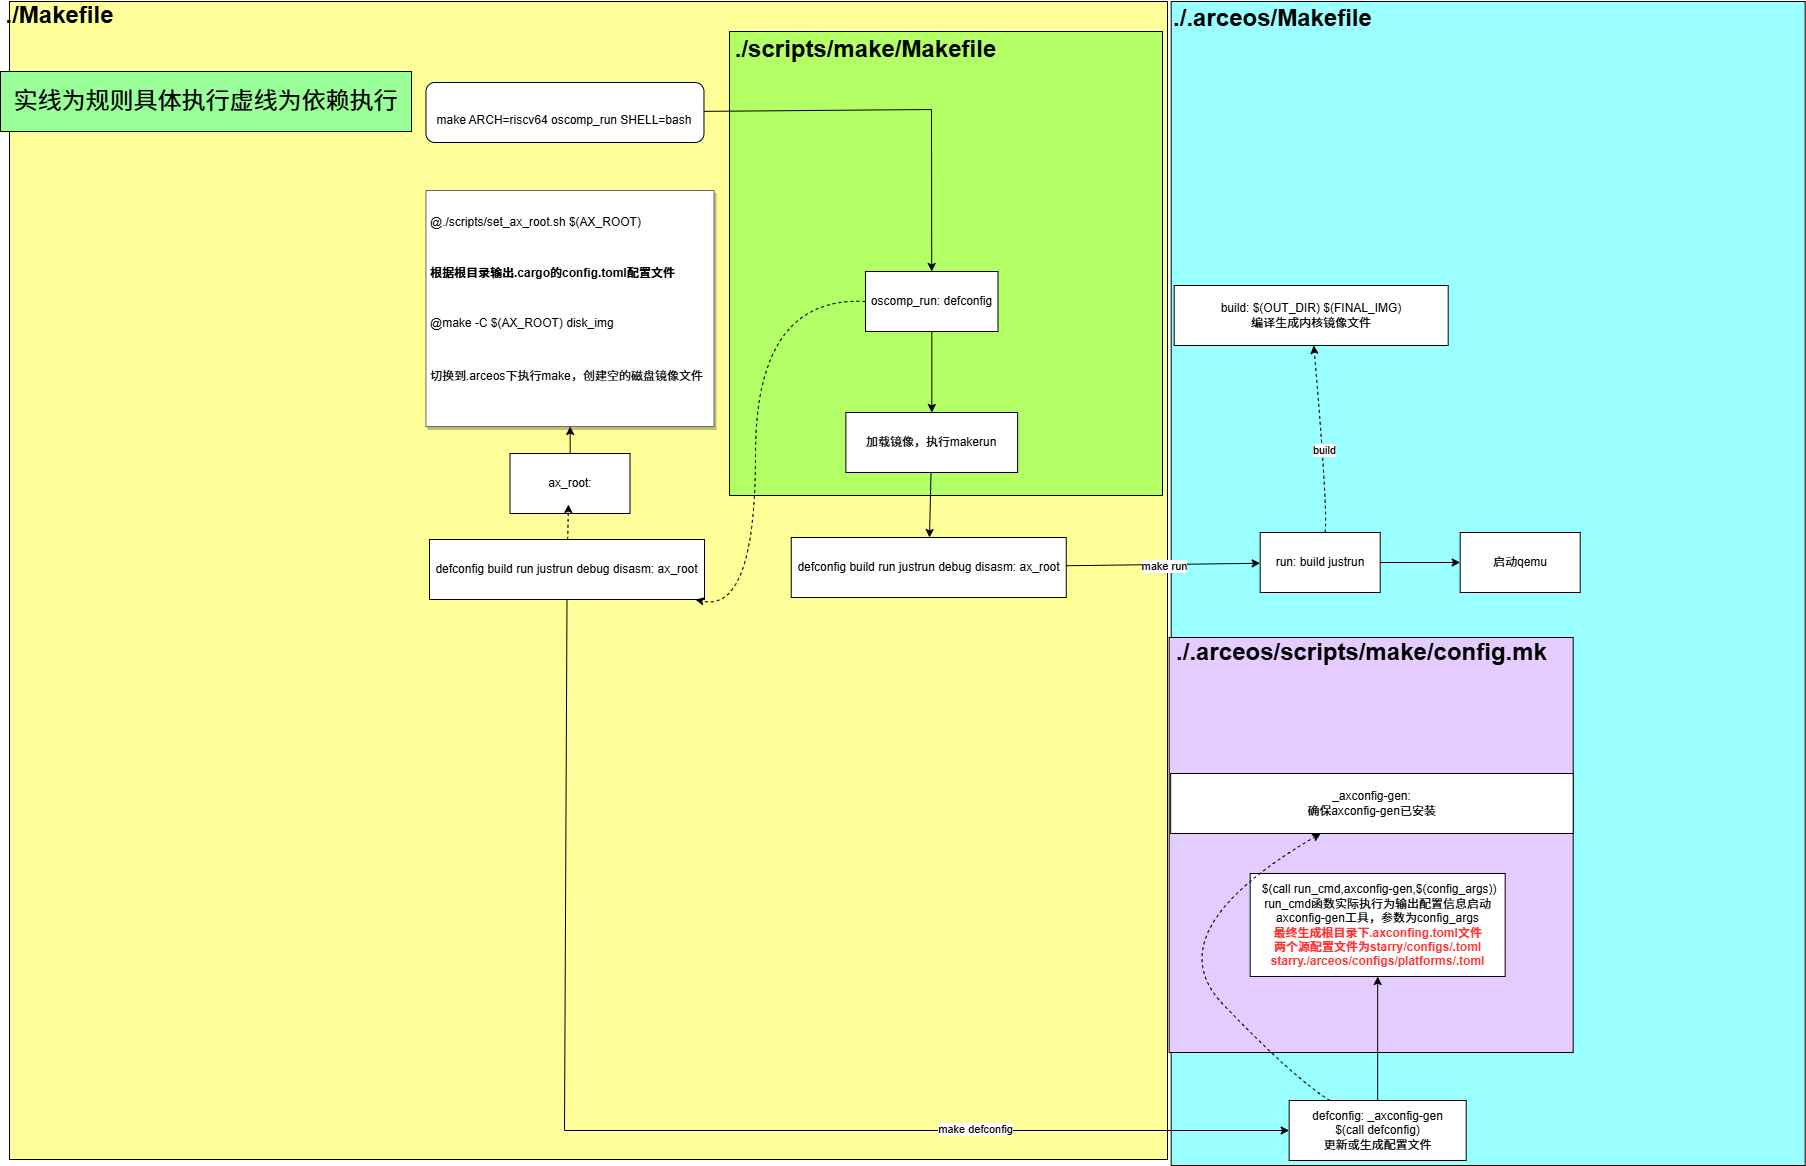 ./Makefile
./.arceos/Makefile
./scripts/make/Makefile
实线为规则具体执行虚线为依赖执行
make ARCH=riscv64 oscomp_run SHELL=bash
@./scripts/set_ax_root.sh $(AX_ROOT)
根据根目录输出.cargo的config.toml配置文件
@make -C $(AX_ROOT) disk_img
切换到.arceos下执行make，创建空的磁盘镜像文件
oscomp_run: defconfig
build: $(OUT_DIR) $(FINAL_IMG)
编译生成内核镜像文件
加载镜像，执行makerun
build
ax_root:
defconfig build run justrun debug disasm: ax_root
defconfig build run justrun debug disasm: ax_root
make run
run: build justrun
启动qemu
./.arceos/scripts/make/config.mk
_axconfig-gen:
确保axconfig-gen已安装
$(call run_cmd,axconfig-gen,$(config_args))
run_cmd函数实际执行为输出配置信息启动
axconfig-gen工具，参数为config_args
最终生成根目录下.axconfing.toml文件
两个源配置文件为starry/configs/.toml
starry./arceos/configs/platforms/.toml
make defconfig
defconfig: _axconfig-gen
$(call defconfig)
更新或生成配置文件